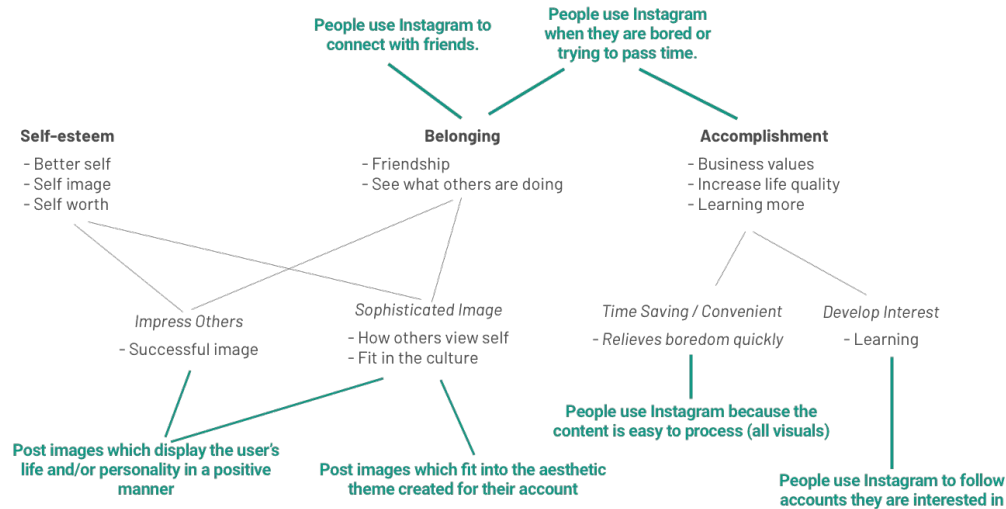 People use Instagram to
connect with friends.
People use Instagram
when they are bored or
trying to pass time.
Self-esteem
- Better self
- Self image
- Self worth
Belonging
- Friendship
- See what others are doing
Accomplishment
- Business values
- Increase life quality
- Learning more
Impress Others
- Successful image
Sophisticated Image
- How others view self
- Fit in the culture
Time Saving / Convenient
- Relieves boredom quickly
Develop Interest
- Learning
Post images which display the user's
life and/or personality in a positive
manner
Post images which fit into the aesthetic
theme created for their account
People use Instagram because the
content is easy to process (all visuals)
People use Instagram to follow
accounts they are interested in